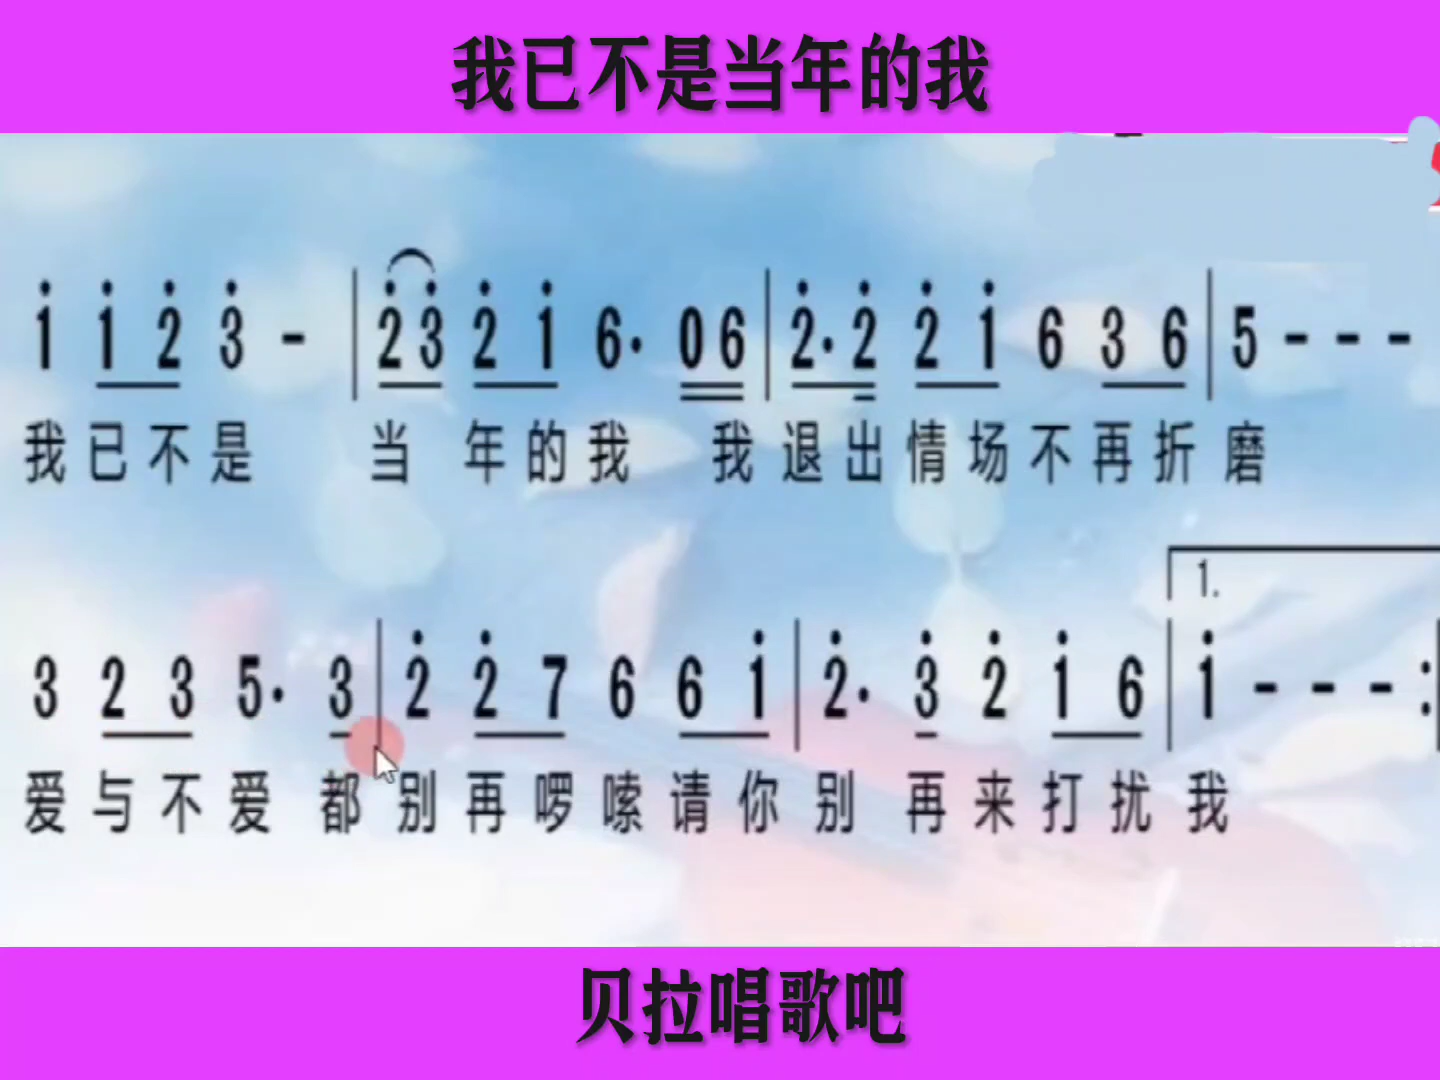 我已不是当年的我
1 1 2 3 - | 2 3 2 1 6. 0 6 | 2. 2 2 1 6 3 6 | 5 - - -
我已不是 当 年的我 我退出情场不再折磨
1.
3 2 3 5. 3 | 2 2 7 6 6 1 | 2. 3 2 1 6 | 1 - - - :|
爱与不爱 都别再啰嗦请你别 再来打扰我
贝拉唱歌吧